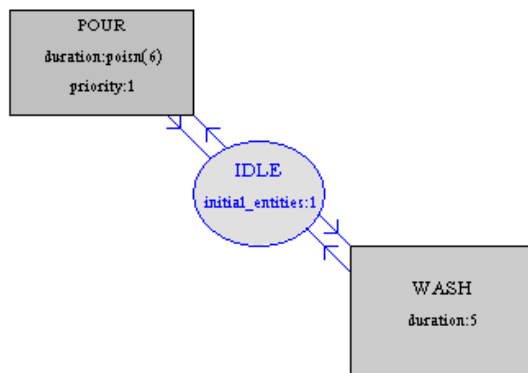 POUR
duration:poisn(6)
priority:1
IDLE
initial_entities:1
WASH
duration:5